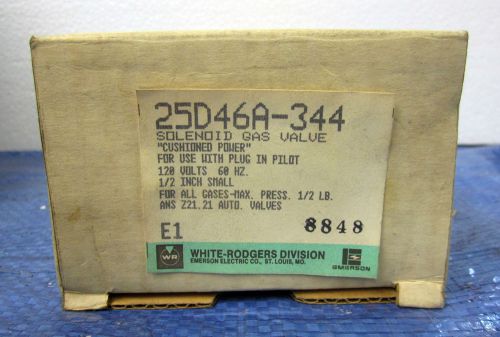 25D46A-344
SOLENOID GAS VALVE
"CUSHIONED POWER"
FOR USE WITH PLUG IN PILOT
120 VOLTS 60 HZ.
1/2 INCH SMALL
FOR ALL GASES-MAX. PRESS. 1/2 LB.
ANS Z21.21 AUTO. VALVES
E1 8848
WR
WHITE-RODGERS DIVISION
EMERSON ELECTRIC CO., ST. LOUIS, MO.
EMERSON